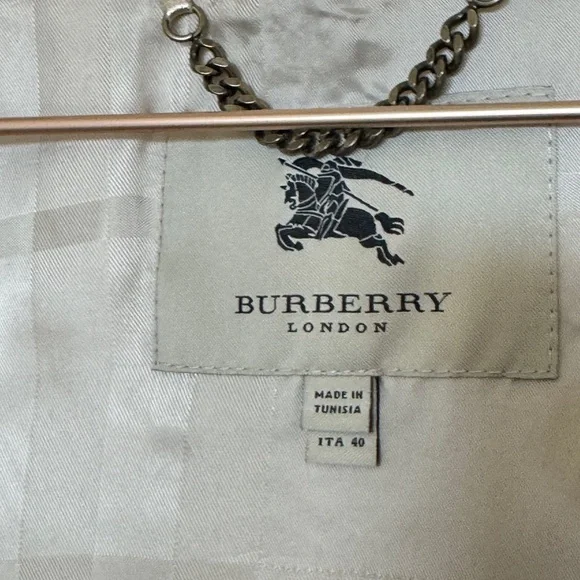 BURBERRY
LONDON
MADE IN
TUNISIA
ITA 40